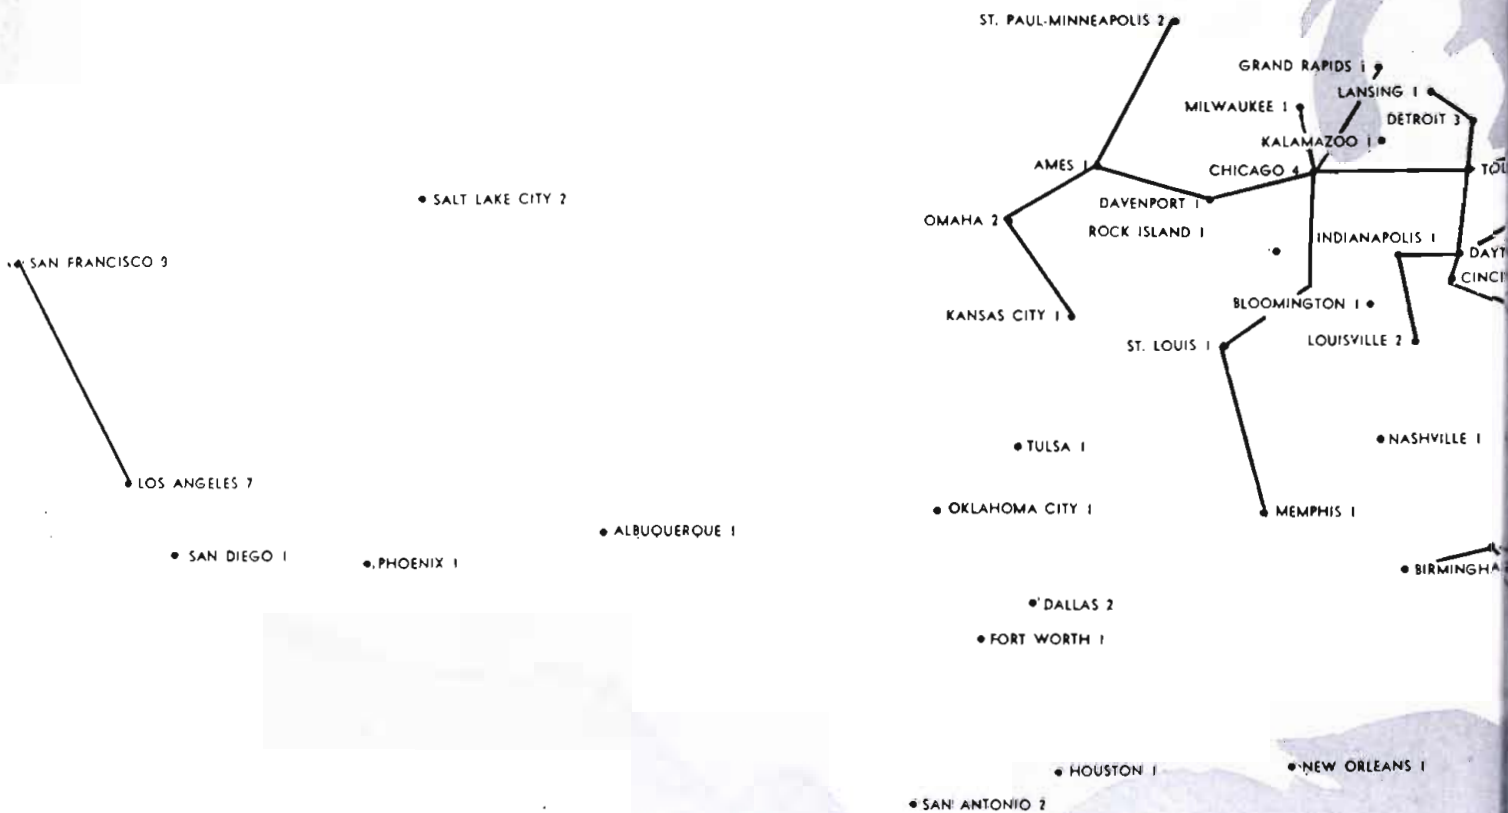 ST. PAUL-MINNEAPOLIS 2
GRAND RAPIDS 1
LANSING 1
MILWAUKEE 1
DETROIT 3
KALAMAZOO 1
AMES 1
CHICAGO 4
TOL
SALT LAKE CITY 2
DAVENPORT 1
OMAHA 2
ROCK ISLAND 1
INDIANAPOLIS 1
DAYT
SAN FRANCISCO 3
CINCI
BLOOMINGTON 1
KANSAS CITY 1
ST. LOUIS 1
LOUISVILLE 2
NASHVILLE 1
TULSA 1
LOS ANGELES 7
OKLAHOMA CITY 1
MEMPHIS 1
ALBUQUERQUE 1
SAN DIEGO 1
PHOENIX 1
BIRMINGHA
DALLAS 2
FORT WORTH 1
NEW ORLEANS 1
HOUSTON 1
SAN ANTONIO 2